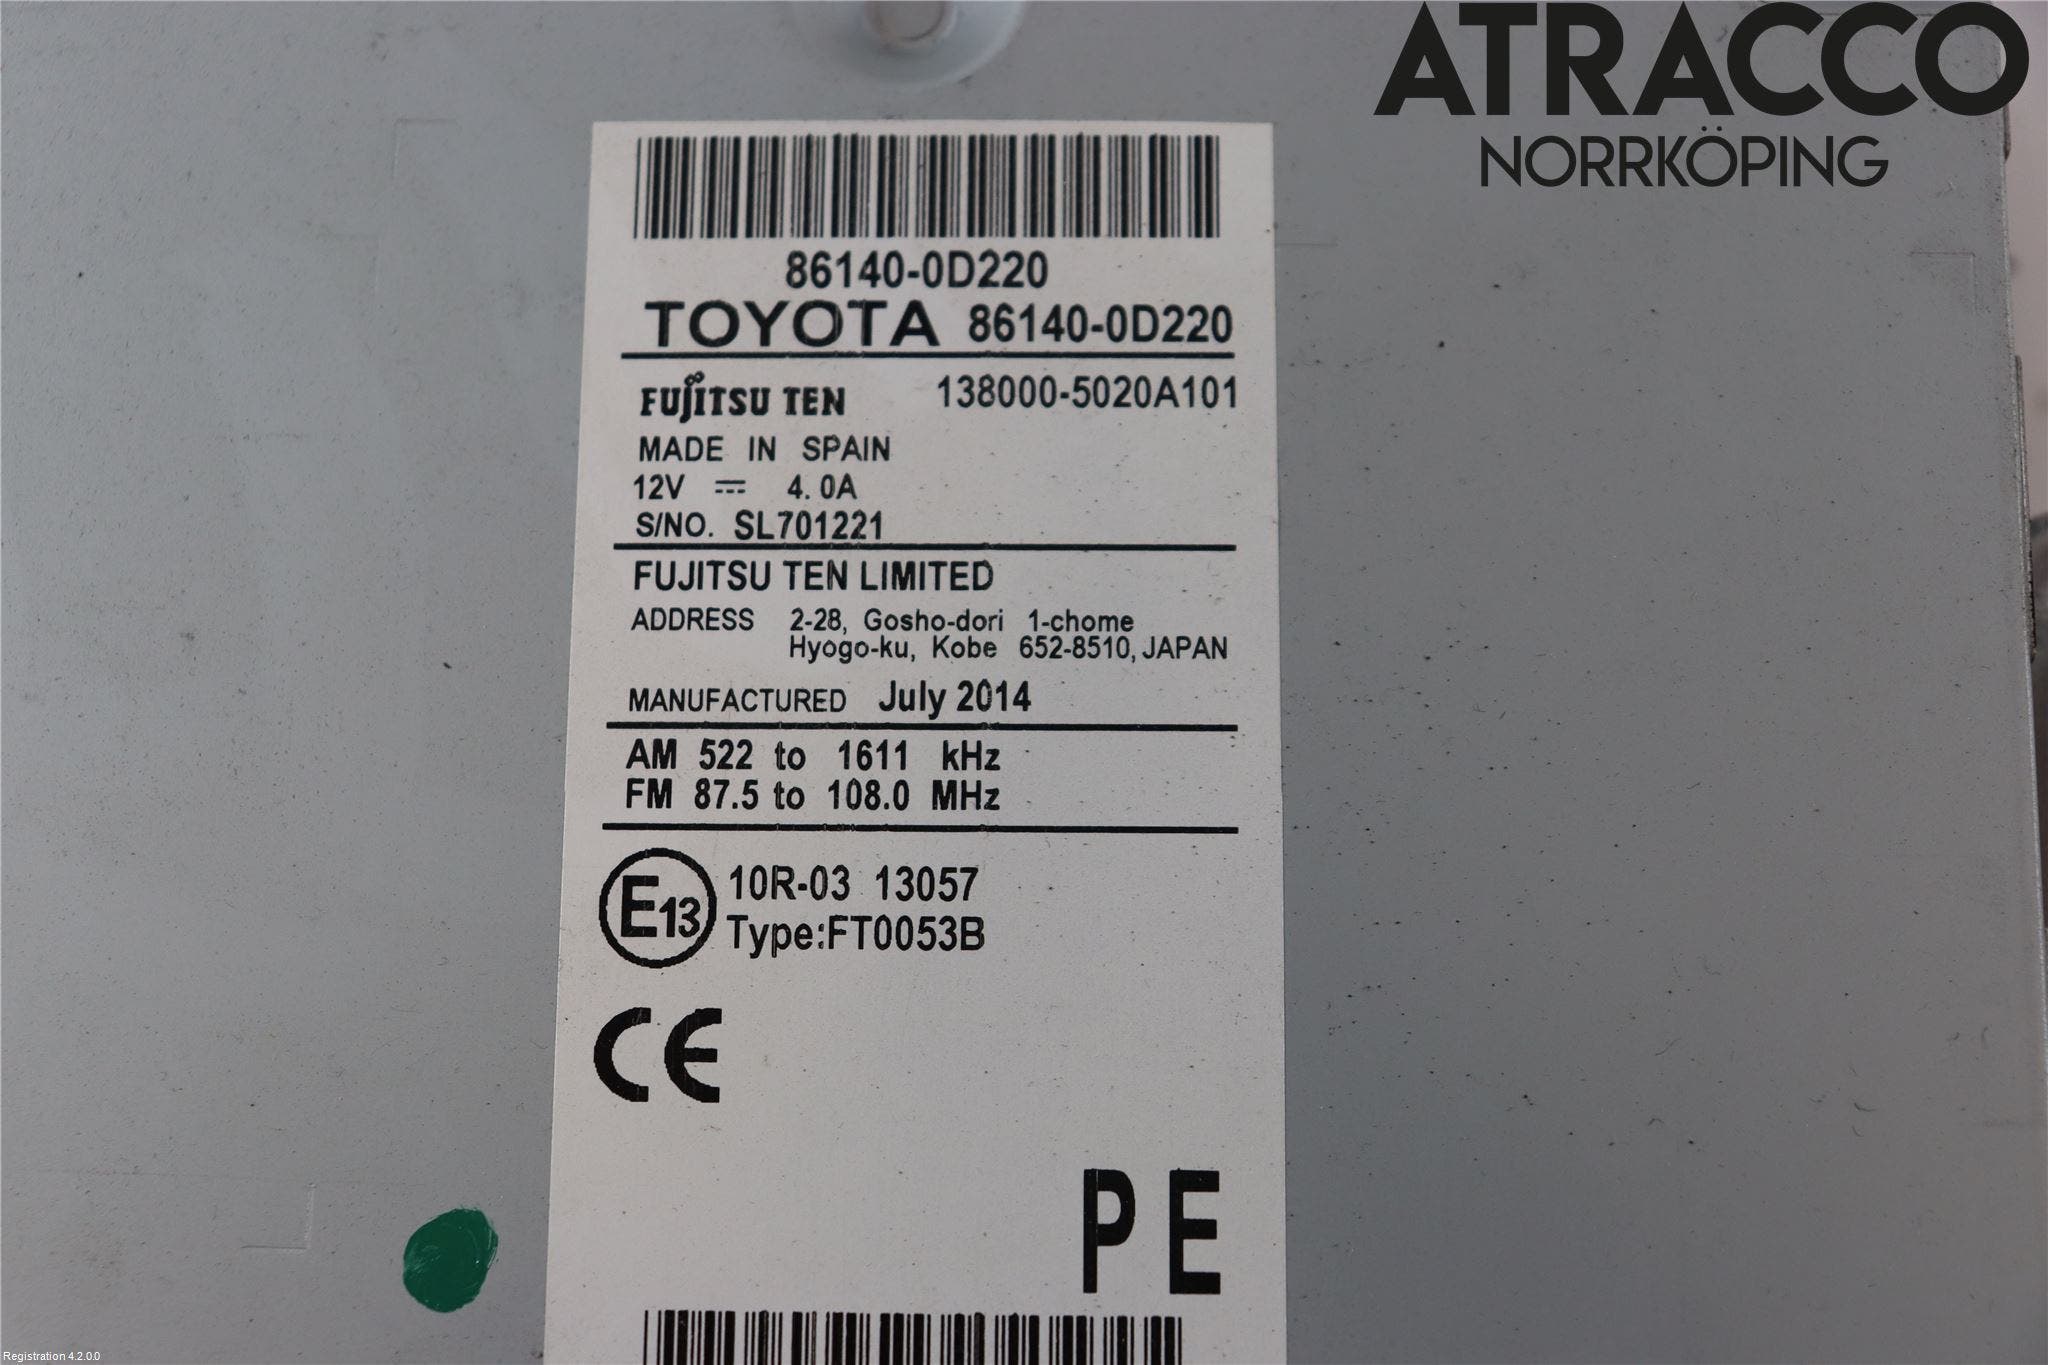 ATRACCO
NORRKÖPING
86140-0D220
TOYOTA 86140-0D220
FUJITSU TEN 138000-5020A101
MADE IN SPAIN
12V ⎓ 4.0A
S/NO. SL701221
FUJITSU TEN LIMITED
ADDRESS 2-28, Gosho-dori 1-chome
Hyogo-ku, Kobe 652-8510, JAPAN
MANUFACTURED July 2014
AM 522 to 1611 kHz
FM 87.5 to 108.0 MHz
E13 10R-03 13057
Type:FT0053B
CE
PE
Registration 4.2.0.0